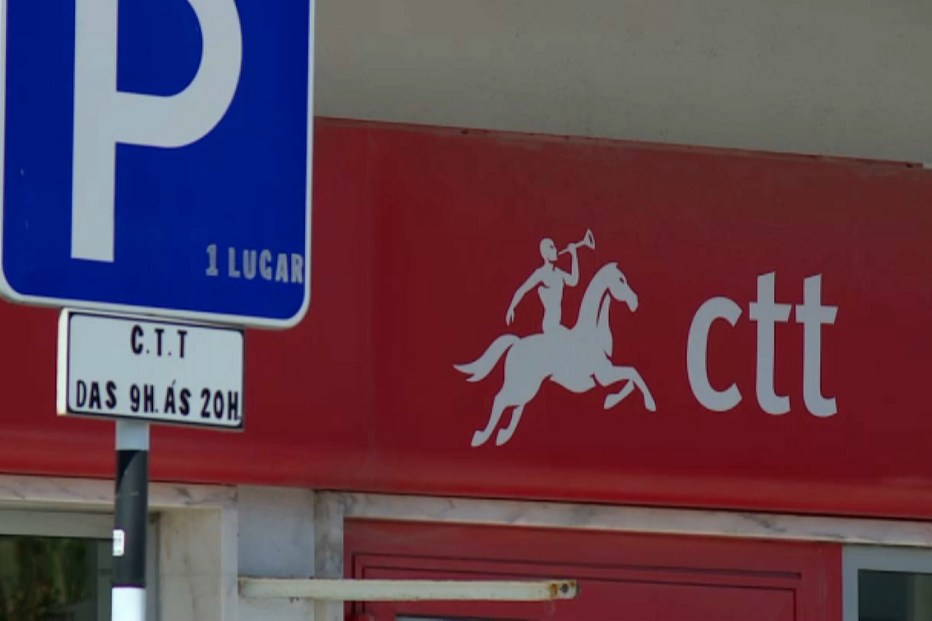 P
1 LUGAR
C.T.T
DAS 9H. ÁS 20H
ctt